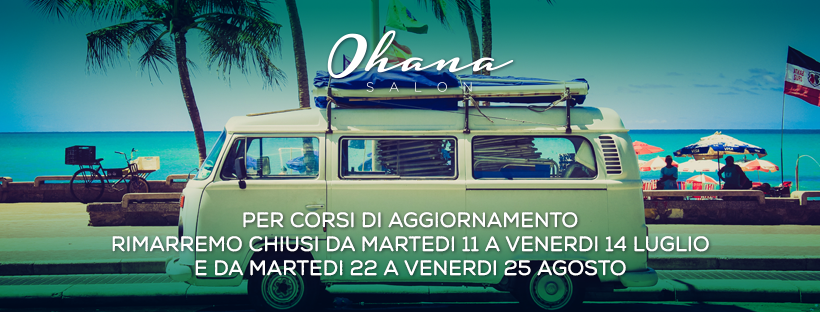 Ohana
SALON
PER CORSI DI AGGIORNAMENTO
RIMARREMO CHIUSI DA MARTEDI 11 A VENERDI 14 LUGLIO
E DA MARTEDI 22 A VENERDI 25 AGOSTO